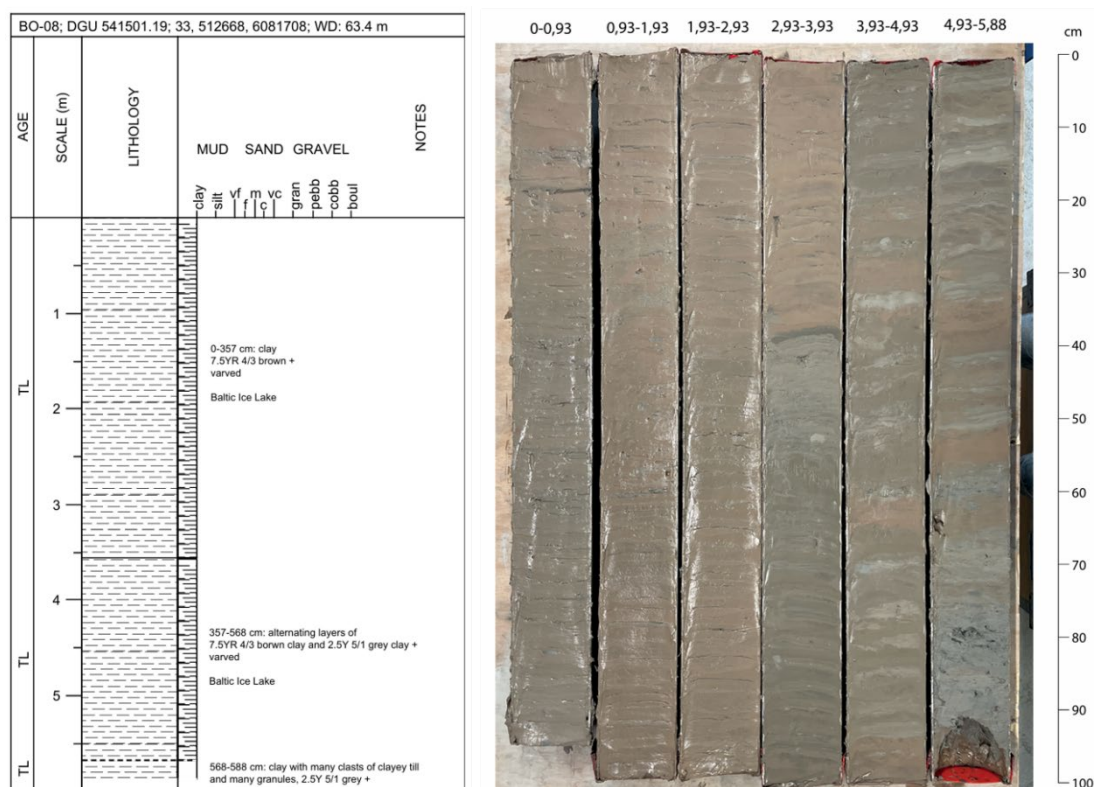 BO-08; DGU 541501.19; 33, 512668, 6081708; WD: 63.4 m
AGE
SCALE (m)
LITHOLOGY
MUD SAND GRAVEL
NOTES
clay
silt
vf
f
m
c
vc
gran
pebb
cobb
boul
TL
1
0-357 cm: clay
7.5YR 4/3 brown +
varved
Baltic Ice Lake
2
3
4
TL
357-568 cm: alternating layers of
7.5YR 4/3 borwn clay and 2.5Y 5/1 grey clay +
varved
Baltic Ice Lake
5
TL
568-588 cm: clay with many clasts of clayey till
and many granules, 2.5Y 5/1 grey +
0-0,93 0,93-1,93 1,93-2,93 2,93-3,93 3,93-4,93 4,93-5,88 cm
0
10
20
30
40
50
60
70
80
90
100